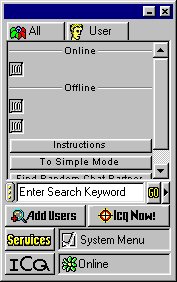 All User
Online
Offline
Instructions
To Simple Mode
Find Random Chat Partner
Enter Search Keyword GO
Add Users Icq Now!
Services System Menu
ICQ Online